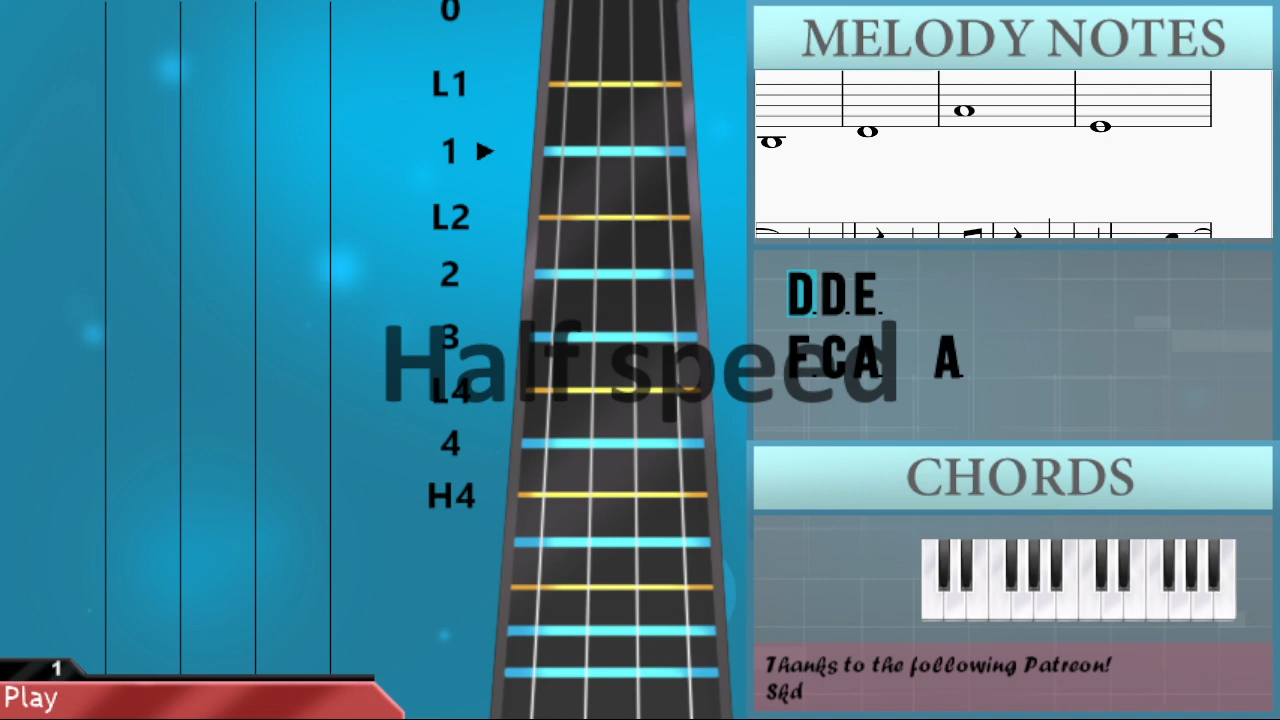 0
L1
1
L2
2
3
L4
4
H4
Half speed
1
Play
MELODY NOTES
D.D.E.
F.C.A. A.
CHORDS
Thanks to the following Patreon!
Skd